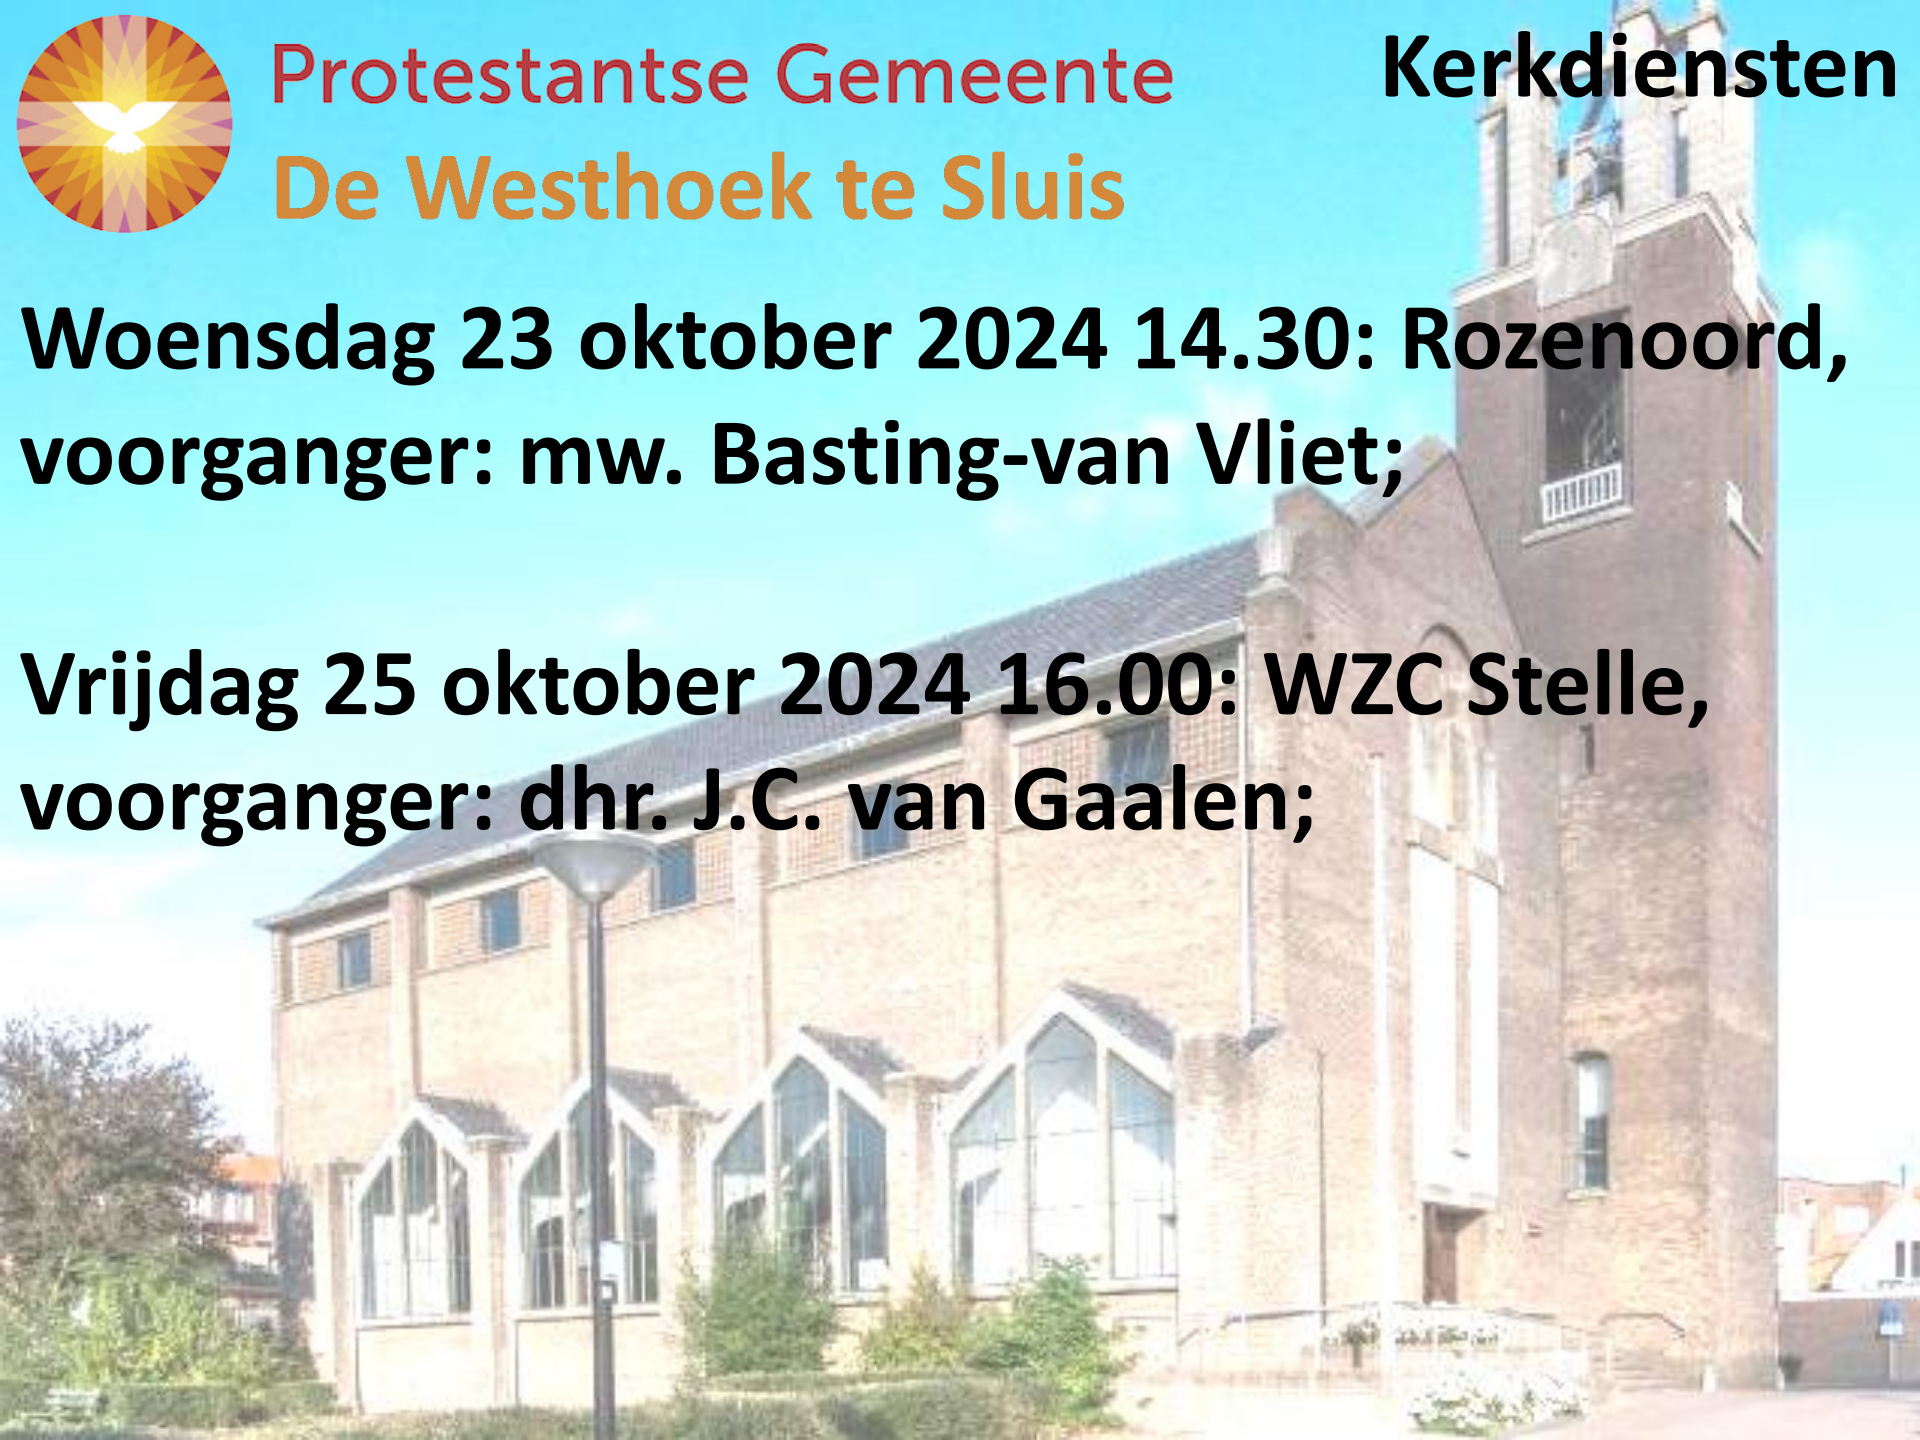 Protestantse Gemeente
De Westhoek te Sluis
Kerkdiensten
Woensdag 23 oktober 2024 14.30: Rozenoord,
voorganger: mw. Basting-van Vliet;
Vrijdag 25 oktober 2024 16.00: WZC Stelle,
voorganger: dhr. J.C. van Gaalen;